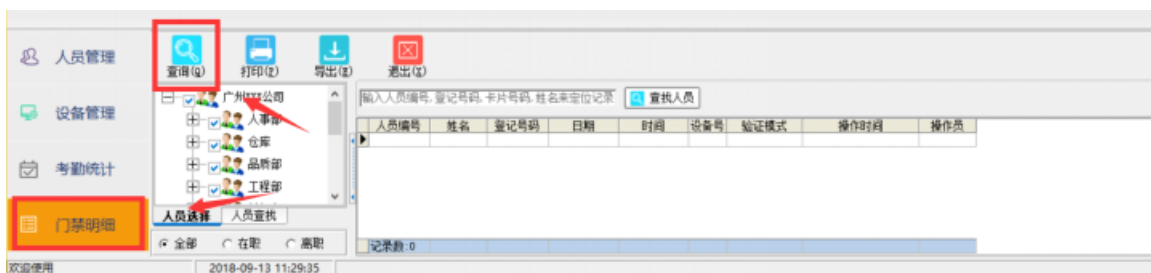 人员管理
设备管理
考勤统计
门禁明细
查询(Q) 打印(P) 导出(E) 退出(X)
广州***公司
人事部
仓库
品质部
工程部
人员选择 人员查找
全部 在职 离职
输入人员编号,登记号码,卡片号码,姓名来定位记录 查找人员
人员编号 姓名 登记号码 日期 时间 设备号 验证模式 操作时间 操作员
记录数:0
欢迎使用 2018-09-13 11:29:35